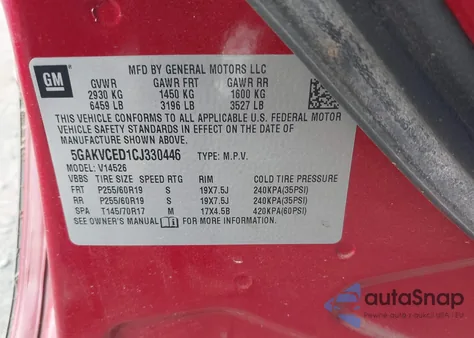 GM
MFD BY GENERAL MOTORS LLC
GVWR GAWR FRT GAWR RR
2930 KG 1450 KG 1600 KG
6459 LB 3196 LB 3527 LB
THIS VEHICLE CONFORMS TO ALL APPLICABLE U.S. FEDERAL MOTOR
VEHICLE SAFETY AND THEFT PREVENTION STANDARDS IN EFFECT ON THE DATE
OF MANUFACTURE SHOWN ABOVE.
5GAKVCED1CJ330446 TYPE: M.P.V.
MODEL: V14526
VBBS TIRE SIZE SPEED RTG RIM COLD TIRE PRESSURE
FRT P255/60R19 S 19X7.5J 240KPA(35PSI)
RR P255/60R19 S 19X7.5J 240KPA(35PSI)
SPA T145/70R17 M 17X4.5B 420KPA(60PSI)
SEE OWNER'S MANUAL FOR MORE INFORMATION.
autoSnap